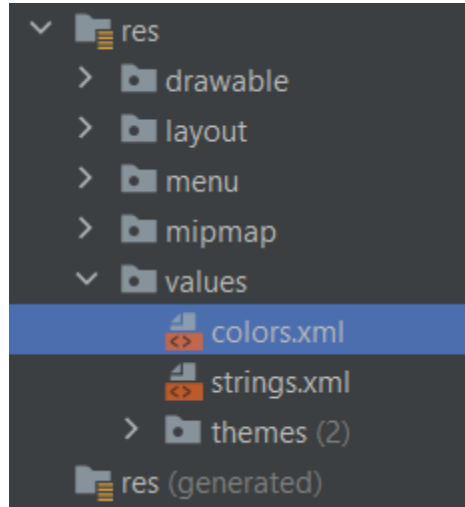 res
drawable
layout
menu
mipmap
values
colors.xml
strings.xml
themes (2)
res (generated)